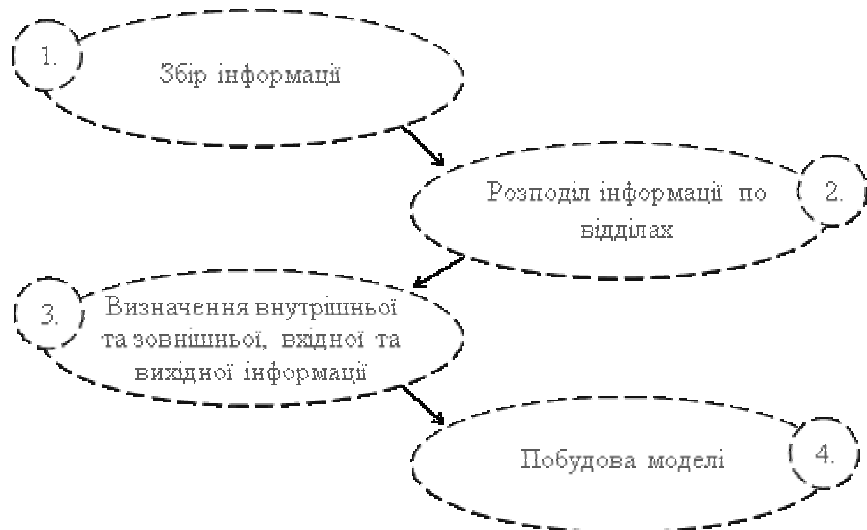 1.
Збір інформації
2.
Розподіл інформації по
відділах
3.
Визначення внутрішньої
та зовнішньої, вхідної та
вихідної інформації
4.
Побудова моделі